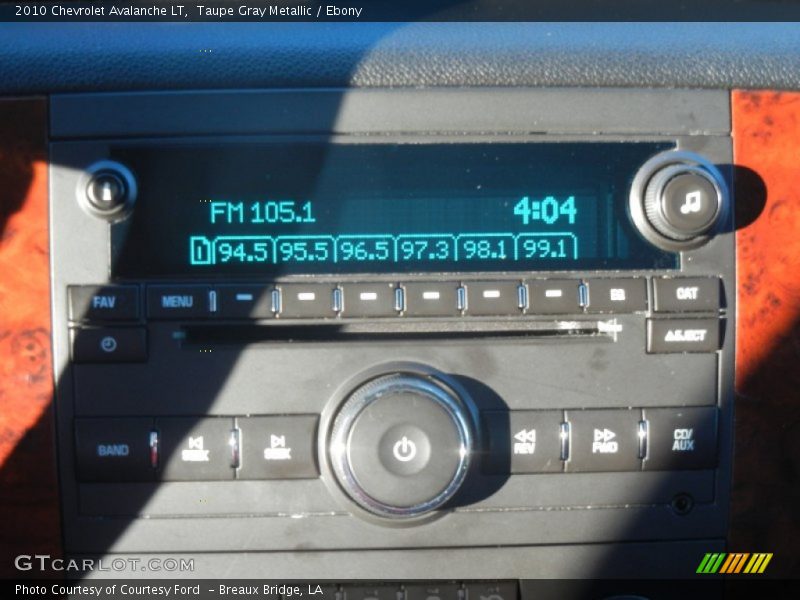 2010 Chevrolet Avalanche LT,  Taupe Gray Metallic / Ebony
FM 105.1 4:04
1 94.5 95.5 96.5 97.3 98.1 99.1
FAV MENU CAT
EJECT
BAND SEEK SEEK REV FWD CD/
AUX
GTCARLOT.COM
Photo Courtesy of Courtesy Ford  - Breaux Bridge, LA